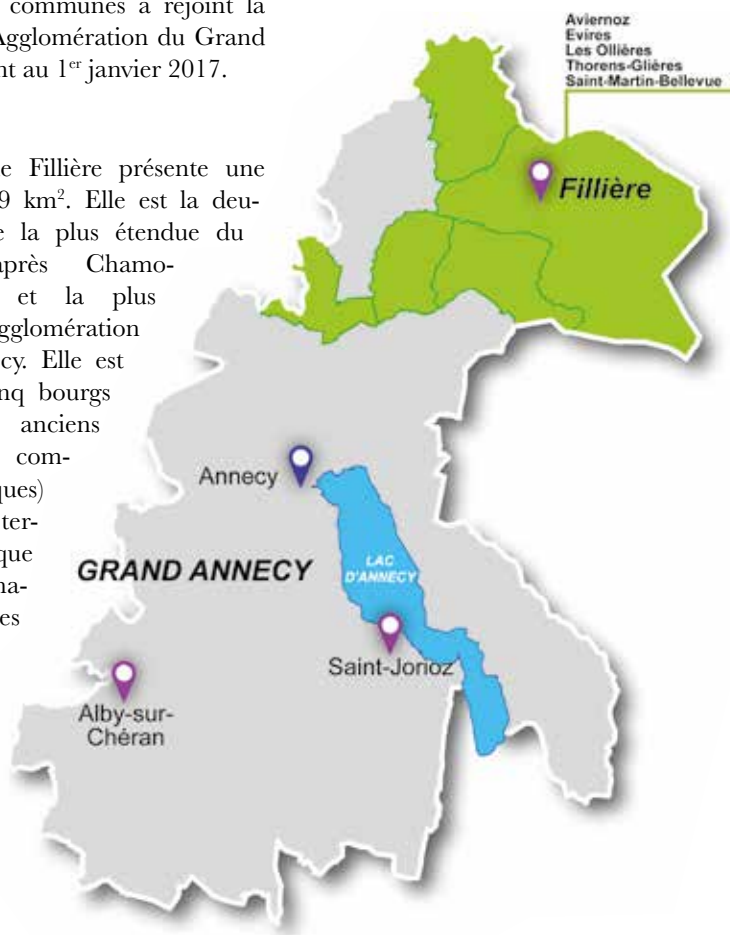 communes a rejoint la
Agglomération du Grand
nt au 1er janvier 2017.
e Fillière présente une
9 km². Elle est la deu-
e la plus étendue du
après Chamo-
et la plus
gglomération
cy. Elle est
nq bourgs
anciens
com-
ques)
ter-
que
na-
es
Aviernoz
Evires
Les Ollières
Thorens-Glières
Saint-Martin-Bellevue
Fillière
Annecy
LAC
D'ANNECY
GRAND ANNECY
Saint-Jorioz
Alby-sur-
Chéran